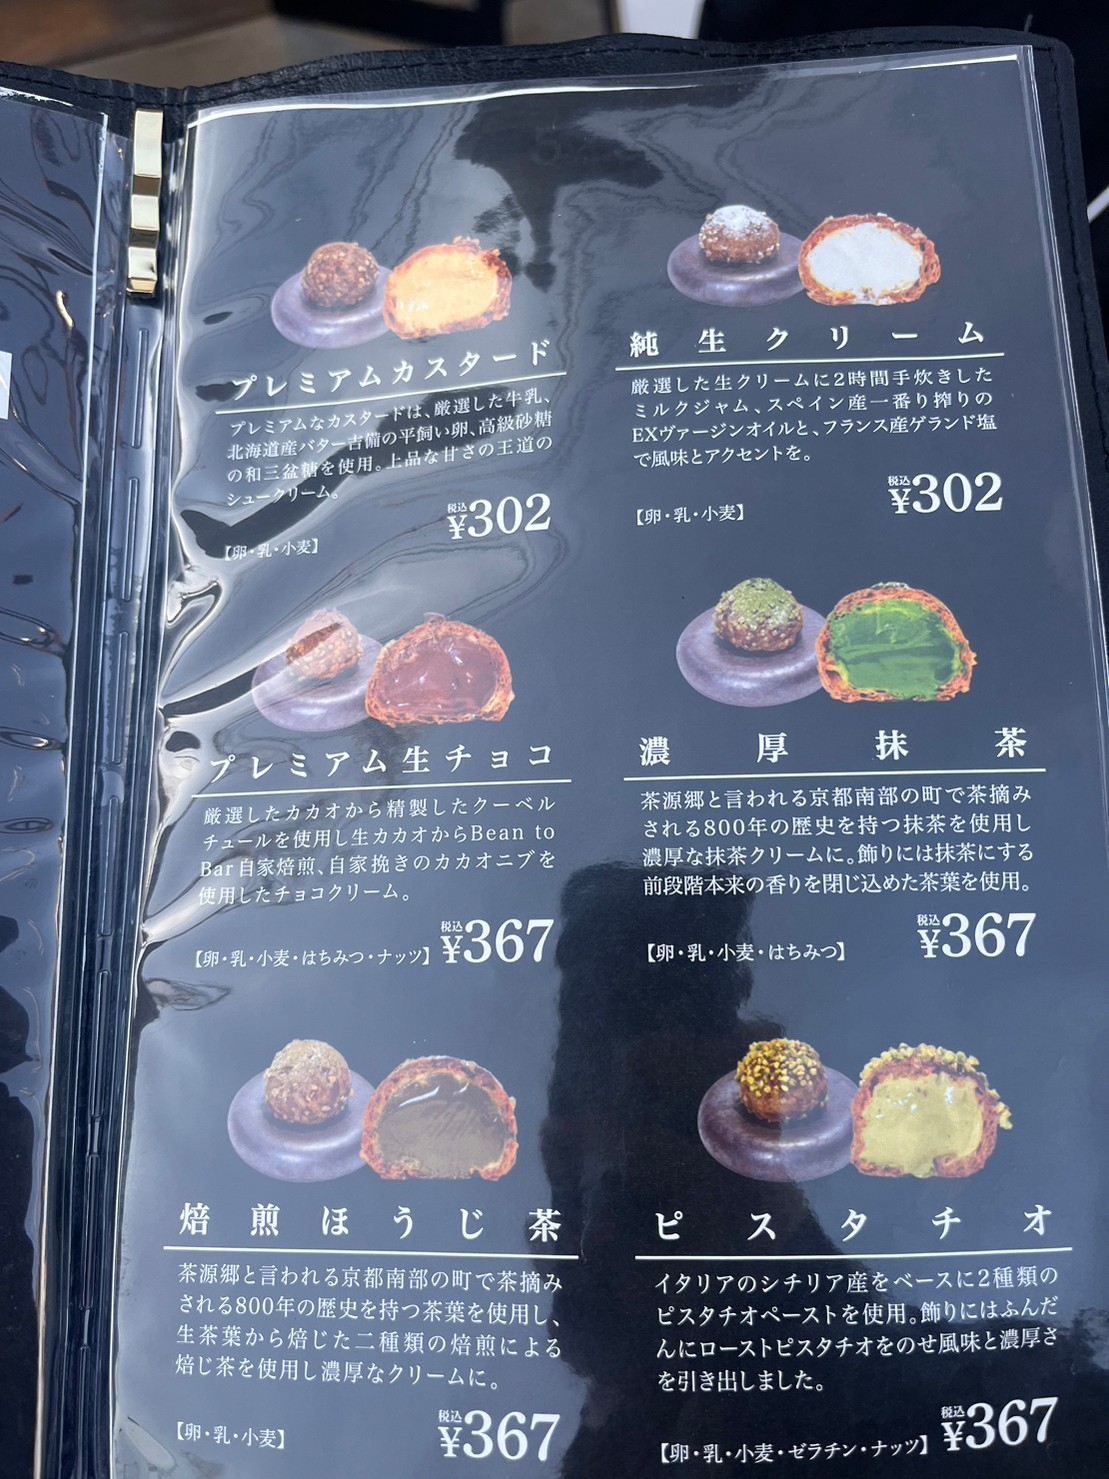 プレミアムカスタード
プレミアムなカスタードは、厳選した牛乳、
北海道産バター吉備の平飼い卵、高級砂糖
の和三盆糖を使用。上品な甘さの王道の
シュークリーム。
税込
¥302
【卵・乳・小麦】
純生クリーム
厳選した生クリームに2時間手炊きした
ミルクジャム、スペイン産一番り搾りの
EXヴァージンオイルと、フランス産ゲランド塩
で風味とアクセントを。
税込
¥302
【卵・乳・小麦】
プレミアム生チョコ
厳選したカカオから精製したクーベル
チュールを使用し生カカオからBean to
Bar自家焙煎、自家挽きのカカオニブを
使用したチョコクリーム。
税込
¥367
【卵・乳・小麦・はちみつ・ナッツ】
濃厚抹茶
茶源郷と言われる京都南部の町で茶摘み
される800年の歴史を持つ抹茶を使用し
濃厚な抹茶クリームに。飾りには抹茶にする
前段階本来の香りを閉じ込めた茶葉を使用。
税込
¥367
【卵・乳・小麦・はちみつ】
焙煎ほうじ茶
茶源郷と言われる京都南部の町で茶摘み
される800年の歴史を持つ茶葉を使用し、
生茶葉から焙じた二種類の焙煎による
焙じ茶を使用し濃厚なクリームに。
税込
¥367
【卵・乳・小麦】
ピスタチオ
イタリアのシチリア産をベースに2種類の
ピスタチオペーストを使用。飾りにはふんだ
んにローストピスタチオをのせ風味と濃厚さ
を引き出しました。
税込
¥367
【卵・乳・小麦・ゼラチン・ナッツ】